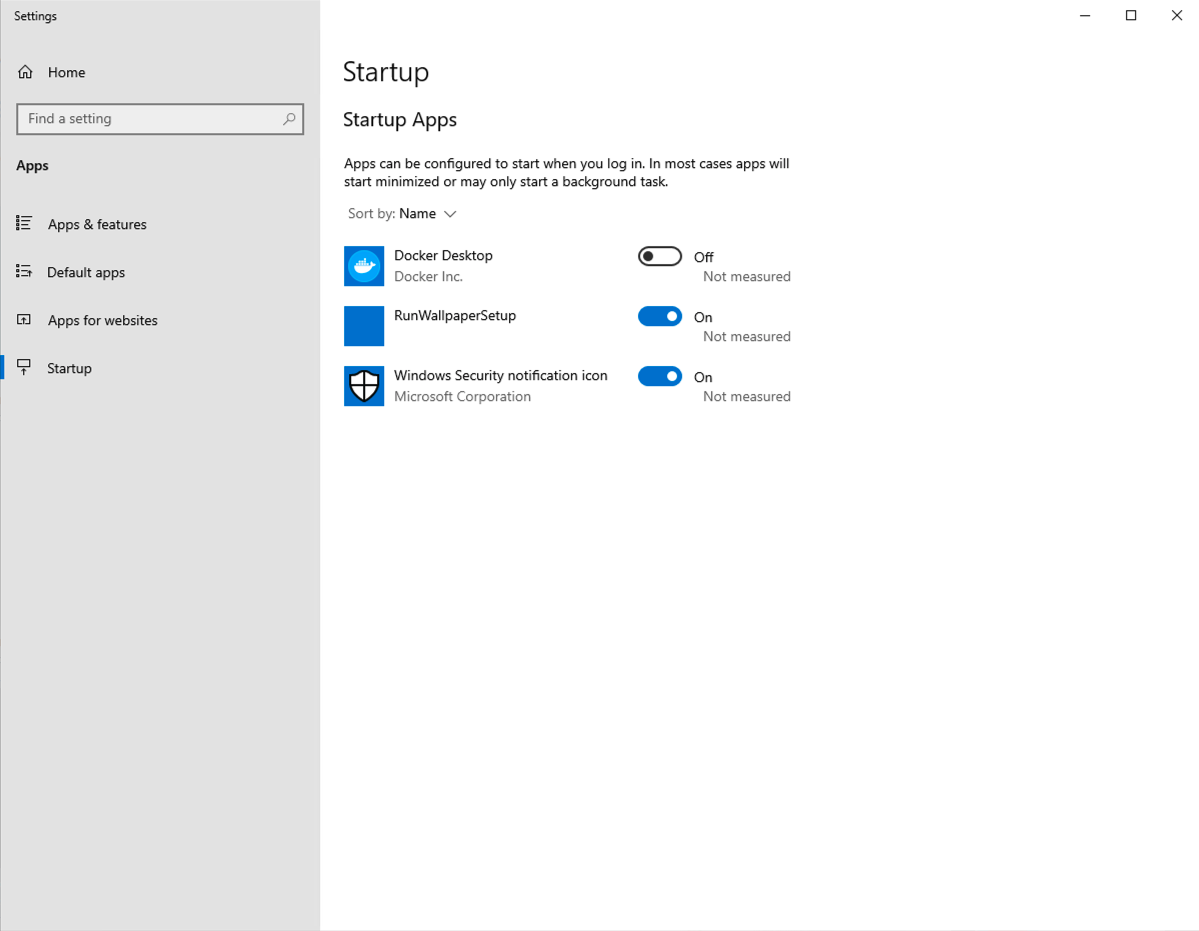 Settings
Home
Find a setting
Apps
Apps & features
Default apps
Apps for websites
Startup
Startup
Startup Apps
Apps can be configured to start when you log in. In most cases apps will
start minimized or may only start a background task.
Sort by: Name
Docker Desktop
Docker Inc.
Off
Not measured
RunWallpaperSetup
On
Not measured
Windows Security notification icon
Microsoft Corporation
On
Not measured